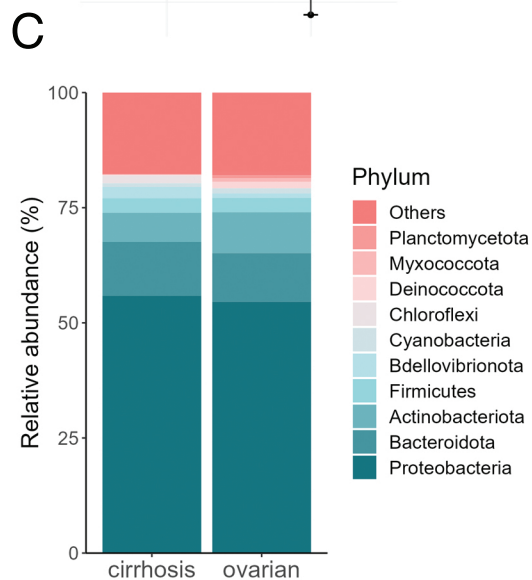 C
100
75
50
25
0
Relative abundance (%)
cirrhosis ovarian
Phylum
Others
Planctomycetota
Myxococcota
Deinococcota
Chloroflexi
Cyanobacteria
Bdellovibrionota
Firmicutes
Actinobacteriota
Bacteroidota
Proteobacteria